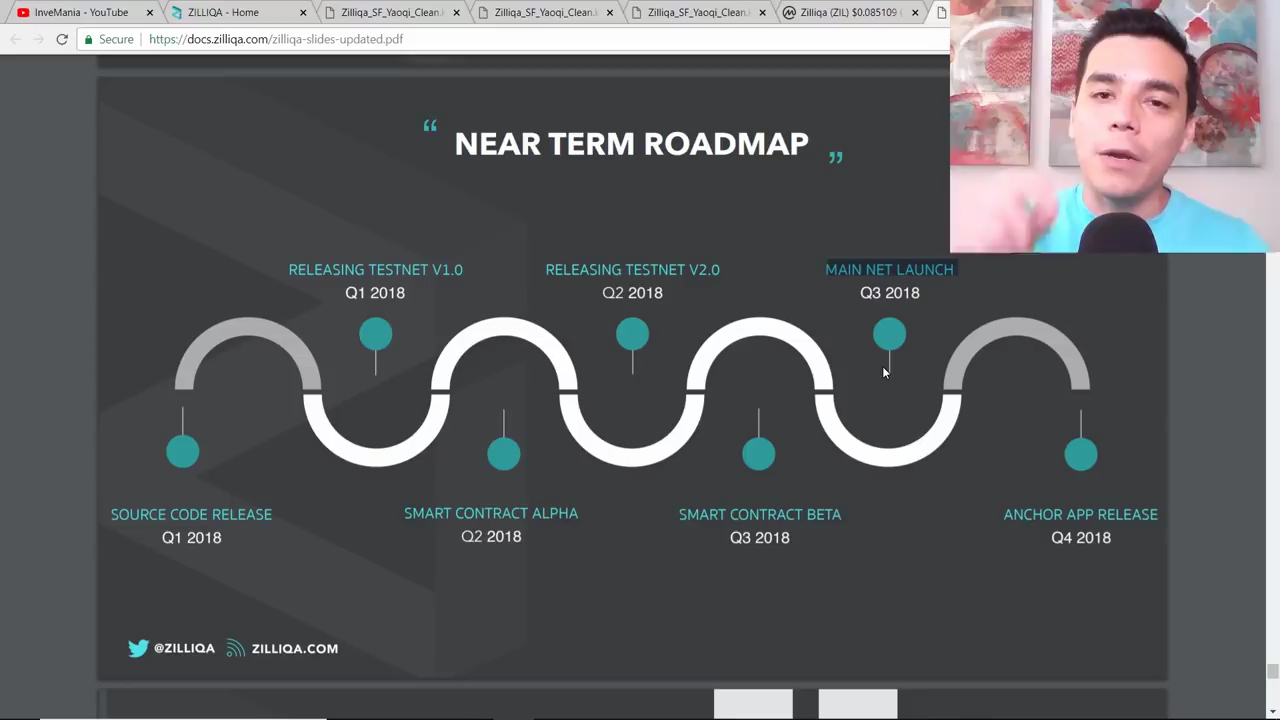 InveMania - YouTube
ZILLIQA - Home
Zilliqa_SF_Yaoqi_Clean.
Zilliqa_SF_Yaoqi_Clean.
Zilliqa_SF_Yaoqi_Clean.
Zilliqa (ZIL) $0.085109
Secure
https://docs.zilliqa.com/zilliqa-slides-updated.pdf
“ NEAR TERM ROADMAP ”
RELEASING TESTNET V1.0
Q1 2018
RELEASING TESTNET V2.0
Q2 2018
MAIN NET LAUNCH
Q3 2018
SOURCE CODE RELEASE
Q1 2018
SMART CONTRACT ALPHA
Q2 2018
SMART CONTRACT BETA
Q3 2018
ANCHOR APP RELEASE
Q4 2018
@ZILLIQA
ZILLIQA.COM